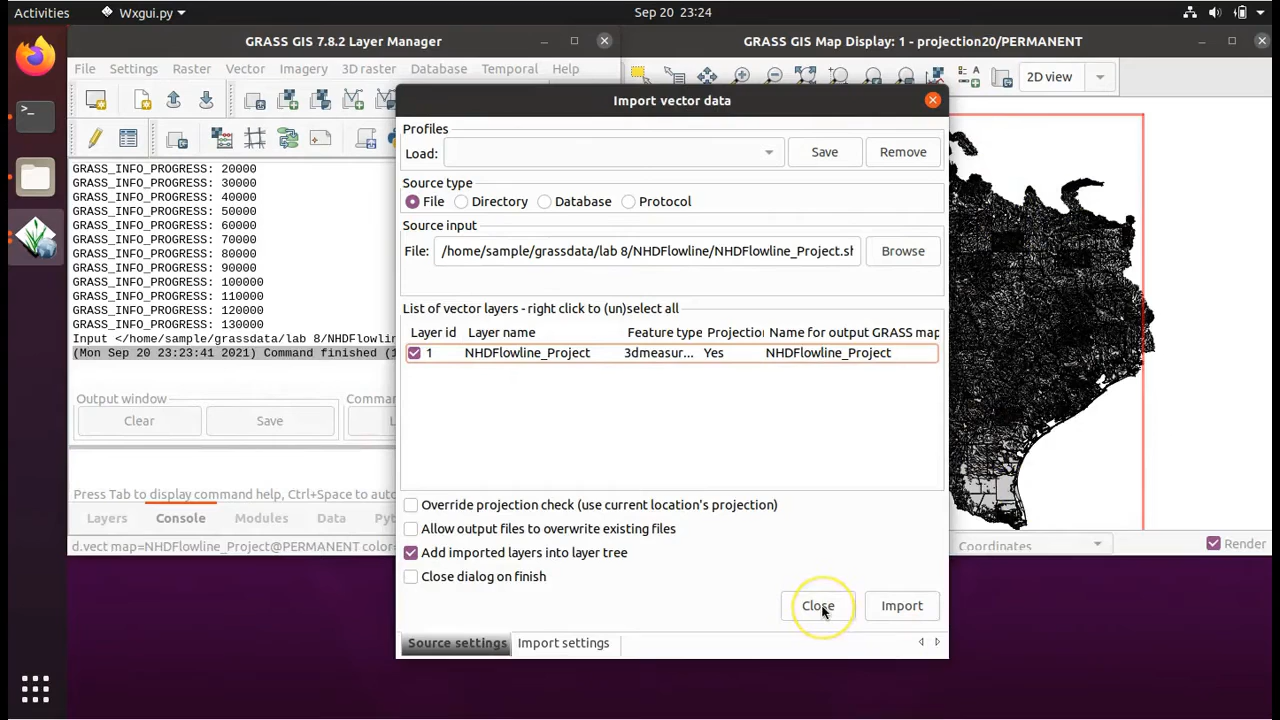 Activities
Wxgui.py
Sep 20 23:24
GRASS GIS 7.8.2 Layer Manager
GRASS GIS Map Display: 1 - projection20/PERMANENT
File Settings Raster Vector Imagery 3D raster Database Temporal Help
2D view
Import vector data
Profiles
Load:
Save
Remove
Source type
File Directory Database Protocol
Source input
File: /home/sample/grassdata/lab 8/NHDFlowline/NHDFlowline_Project.sh
Browse
List of vector layers - right click to (un)select all
Layer id Layer name Feature type Projection Name for output GRASS map
1 NHDFlowline_Project 3dmeasur... Yes NHDFlowline_Project
Override projection check (use current location's projection)
Allow output files to overwrite existing files
Add imported layers into layer tree
Close dialog on finish
Close
Import
Source settings Import settings
GRASS_INFO_PROGRESS: 20000
GRASS_INFO_PROGRESS: 30000
GRASS_INFO_PROGRESS: 40000
GRASS_INFO_PROGRESS: 50000
GRASS_INFO_PROGRESS: 60000
GRASS_INFO_PROGRESS: 70000
GRASS_INFO_PROGRESS: 80000
GRASS_INFO_PROGRESS: 90000
GRASS_INFO_PROGRESS: 100000
GRASS_INFO_PROGRESS: 110000
GRASS_INFO_PROGRESS: 120000
GRASS_INFO_PROGRESS: 130000
Input </home/sample/grassdata/lab 8/NHDFlowlin
(Mon Sep 20 23:23:41 2021) Command finished (1
Output window
Clear
Save
Comma
L
Press Tab to display command help, Ctrl+Space to auto
Layers Console Modules Data Pyt
d.vect map=NHDFlowline_Project@PERMANENT color=
Coordinates
Render